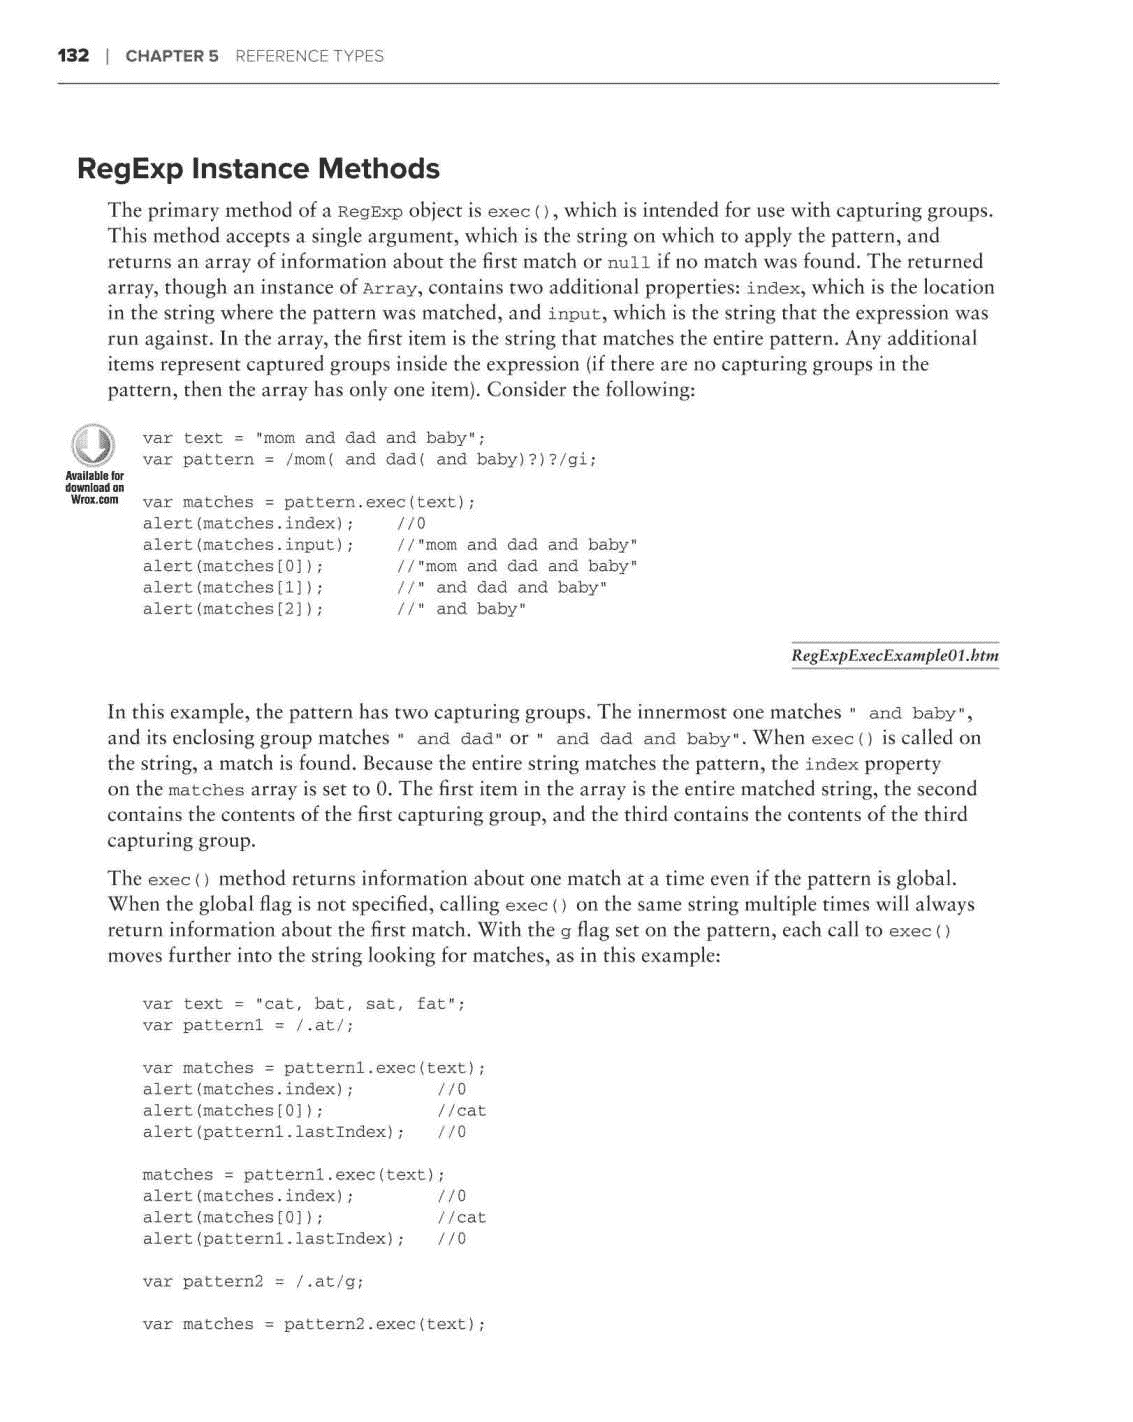 132 | CHAPTER 5 REFERENCE TYPES
RegExp Instance Methods
The primary method of a RegExp object is exec(), which is intended for use with capturing groups.
This method accepts a single argument, which is the string on which to apply the pattern, and
returns an array of information about the first match or null if no match was found. The returned
array, though an instance of Array, contains two additional properties: index, which is the location
in the string where the pattern was matched, and input, which is the string that the expression was
run against. In the array, the first item is the string that matches the entire pattern. Any additional
items represent captured groups inside the expression (if there are no capturing groups in the
pattern, then the array has only one item). Consider the following:
Available for
download on
Wrox.com
var text = "mom and dad and baby";
var pattern = /mom( and dad( and baby)?)?/gi;
var matches = pattern.exec(text);
alert(matches.index);    //0
alert(matches.input);    //"mom and dad and baby"
alert(matches[0]);       //"mom and dad and baby"
alert(matches[1]);       //" and dad and baby"
alert(matches[2]);       //" and baby"
RegExpExecExample01.htm
In this example, the pattern has two capturing groups. The innermost one matches " and baby",
and its enclosing group matches " and dad" or " and dad and baby". When exec() is called on
the string, a match is found. Because the entire string matches the pattern, the index property
on the matches array is set to 0. The first item in the array is the entire matched string, the second
contains the contents of the first capturing group, and the third contains the contents of the third
capturing group.
The exec() method returns information about one match at a time even if the pattern is global.
When the global flag is not specified, calling exec() on the same string multiple times will always
return information about the first match. With the g flag set on the pattern, each call to exec()
moves further into the string looking for matches, as in this example:
var text = "cat, bat, sat, fat";
var pattern1 = /.at/;
var matches = pattern1.exec(text);
alert(matches.index);        //0
alert(matches[0]);           //cat
alert(pattern1.lastIndex);   //0
matches = pattern1.exec(text);
alert(matches.index);        //0
alert(matches[0]);           //cat
alert(pattern1.lastIndex);   //0
var pattern2 = /.at/g;
var matches = pattern2.exec(text);